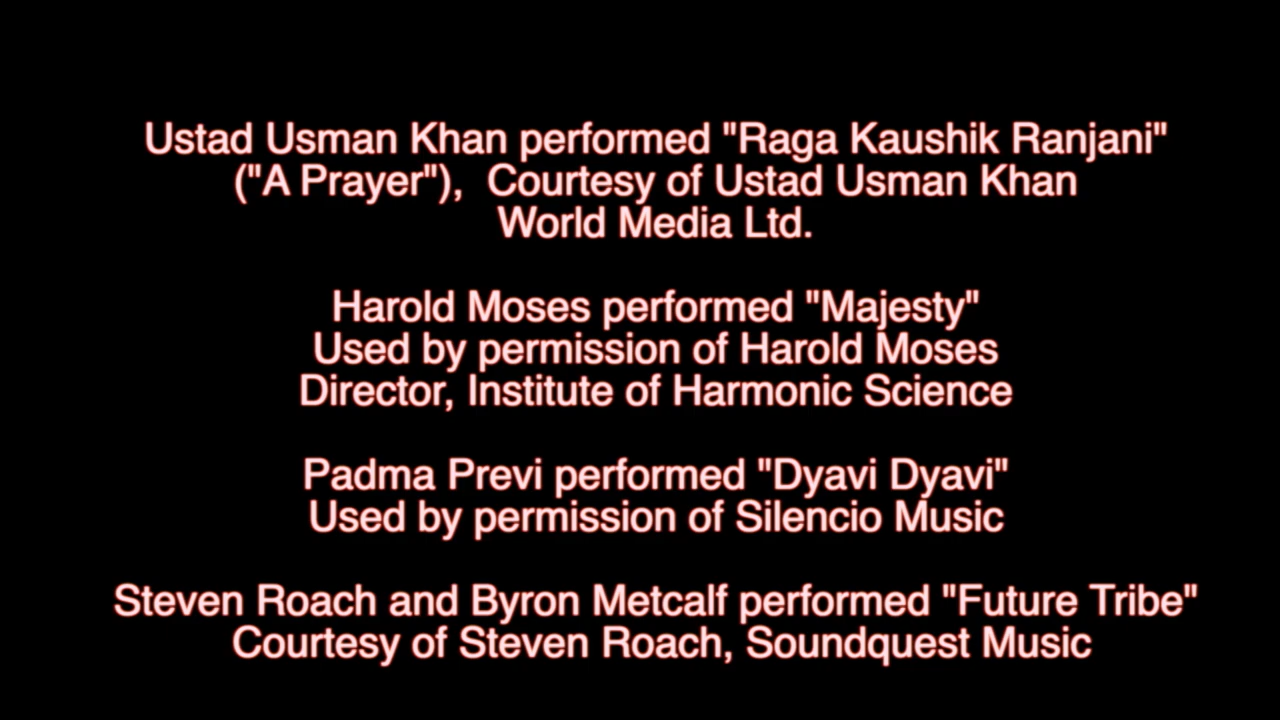 Ustad Usman Khan performed "Raga Kaushik Ranjani"
("A Prayer"),  Courtesy of Ustad Usman Khan
World Media Ltd.
Harold Moses performed "Majesty"
Used by permission of Harold Moses
Director, Institute of Harmonic Science
Padma Previ performed "Dyavi Dyavi"
Used by permission of Silencio Music
Steven Roach and Byron Metcalf performed "Future Tribe"
Courtesy of Steven Roach, Soundquest Music